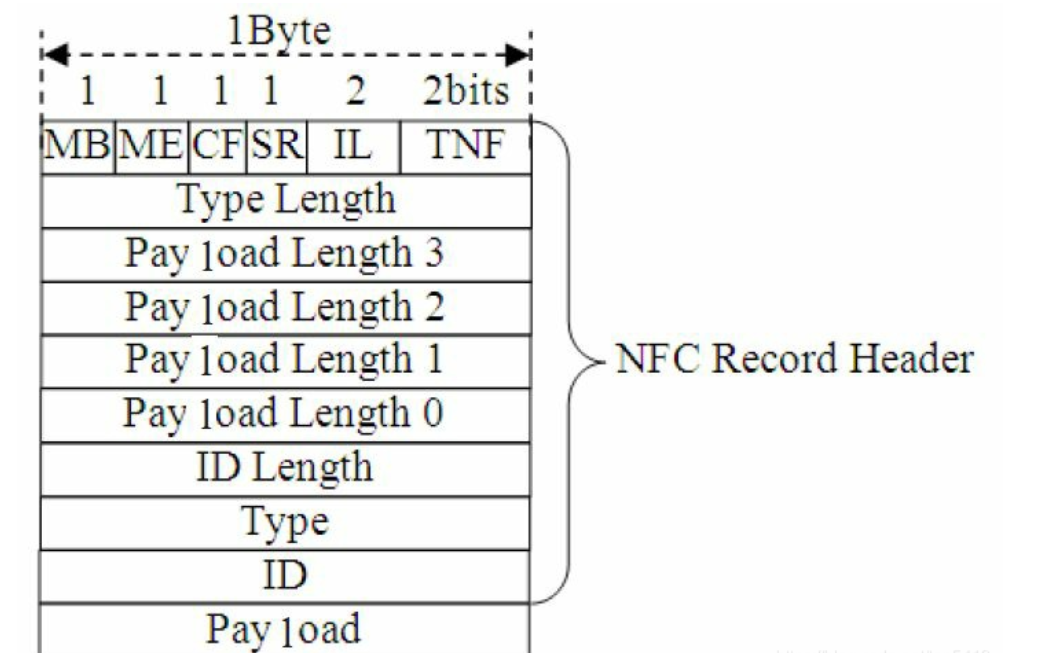 1Byte
1 1 1 1 2 2bits
MB ME CF SR IL TNF
Type Length
Pay load Length 3
Pay load Length 2
Pay load Length 1
NFC Record Header
Pay load Length 0
ID Length
Type
ID
Pay load